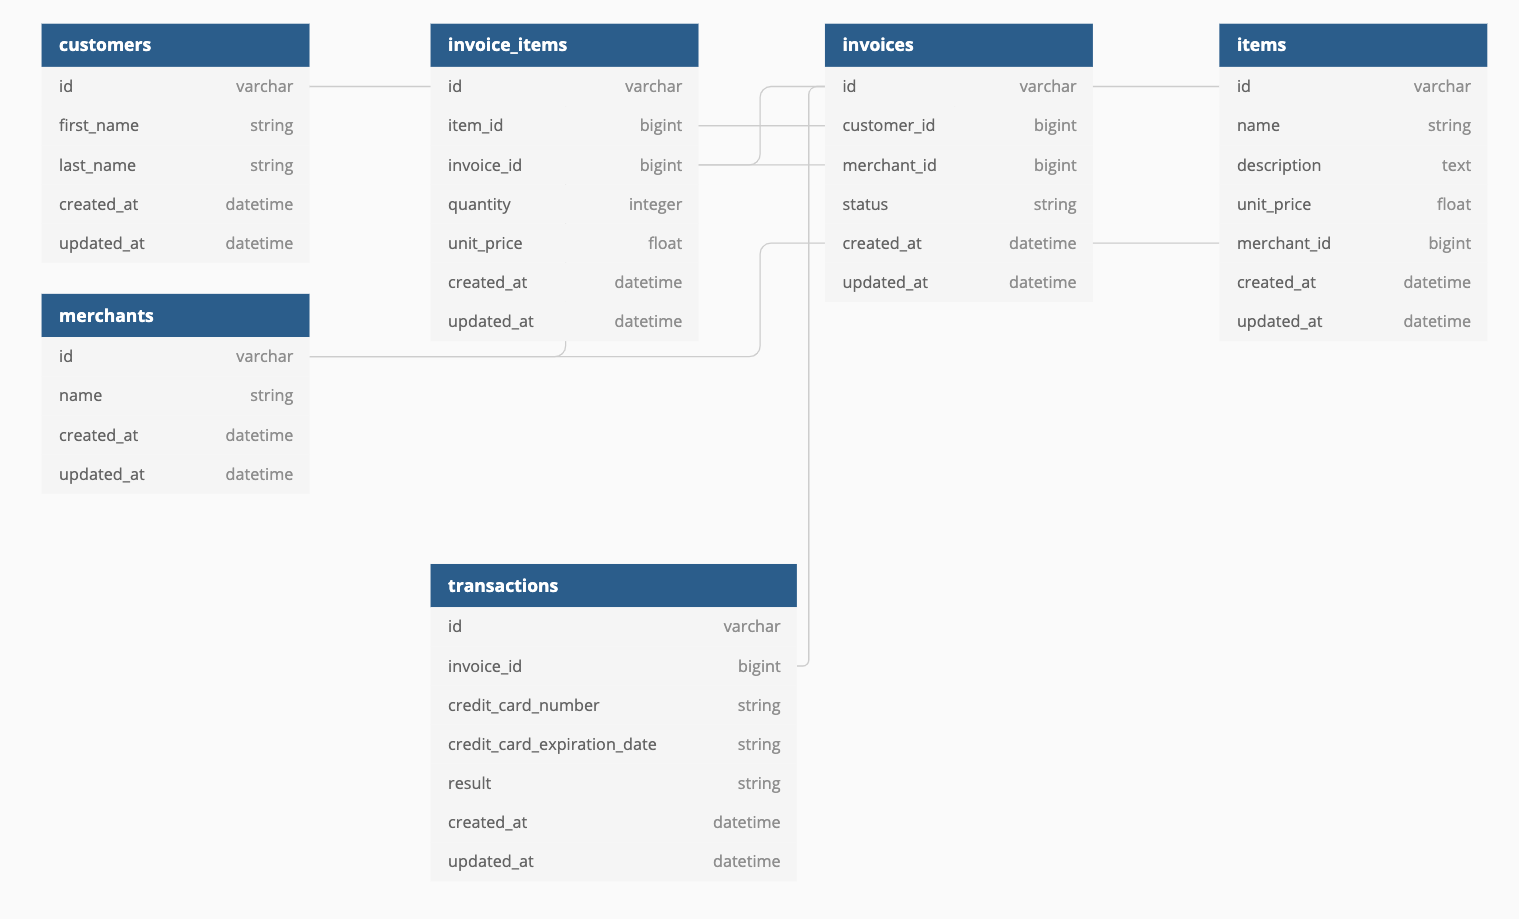 customers
id varchar
first_name string
last_name string
created_at datetime
updated_at datetime
merchants
id varchar
name string
created_at datetime
updated_at datetime
invoice_items
id varchar
item_id bigint
invoice_id bigint
quantity integer
unit_price float
created_at datetime
updated_at datetime
invoices
id varchar
customer_id bigint
merchant_id bigint
status string
created_at datetime
updated_at datetime
items
id varchar
name string
description text
unit_price float
merchant_id bigint
created_at datetime
updated_at datetime
transactions
id varchar
invoice_id bigint
credit_card_number string
credit_card_expiration_date string
result string
created_at datetime
updated_at datetime